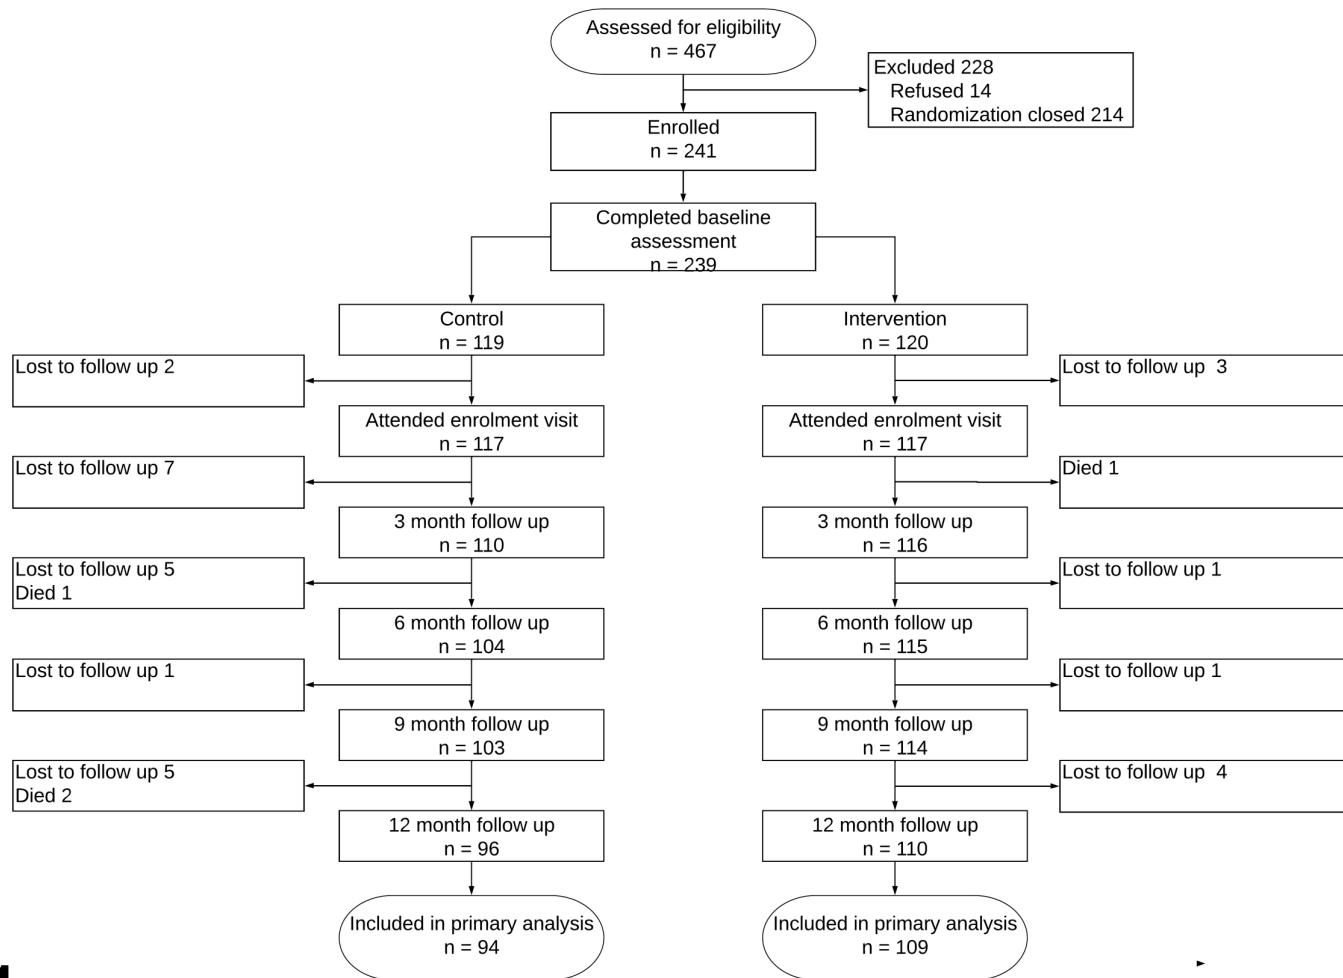 Assessed for eligibility
n = 467
Excluded 228
Refused 14
Randomization closed 214
Enrolled
n = 241
Completed baseline
assessment
n = 239
Control
n = 119
Intervention
n = 120
Lost to follow up 2
Lost to follow up  3
Attended enrolment visit
n = 117
Attended enrolment visit
n = 117
Lost to follow up 7
Died 1
3 month follow up
n = 110
3 month follow up
n = 116
Lost to follow up 5
Died 1
Lost to follow up 1
6 month follow up
n = 104
6 month follow up
n = 115
Lost to follow up 1
Lost to follow up 1
9 month follow up
n = 103
9 month follow up
n = 114
Lost to follow up 5
Died 2
Lost to follow up  4
12 month follow up
n = 96
12 month follow up
n = 110
Included in primary analysis
n = 94
Included in primary analysis
n = 109